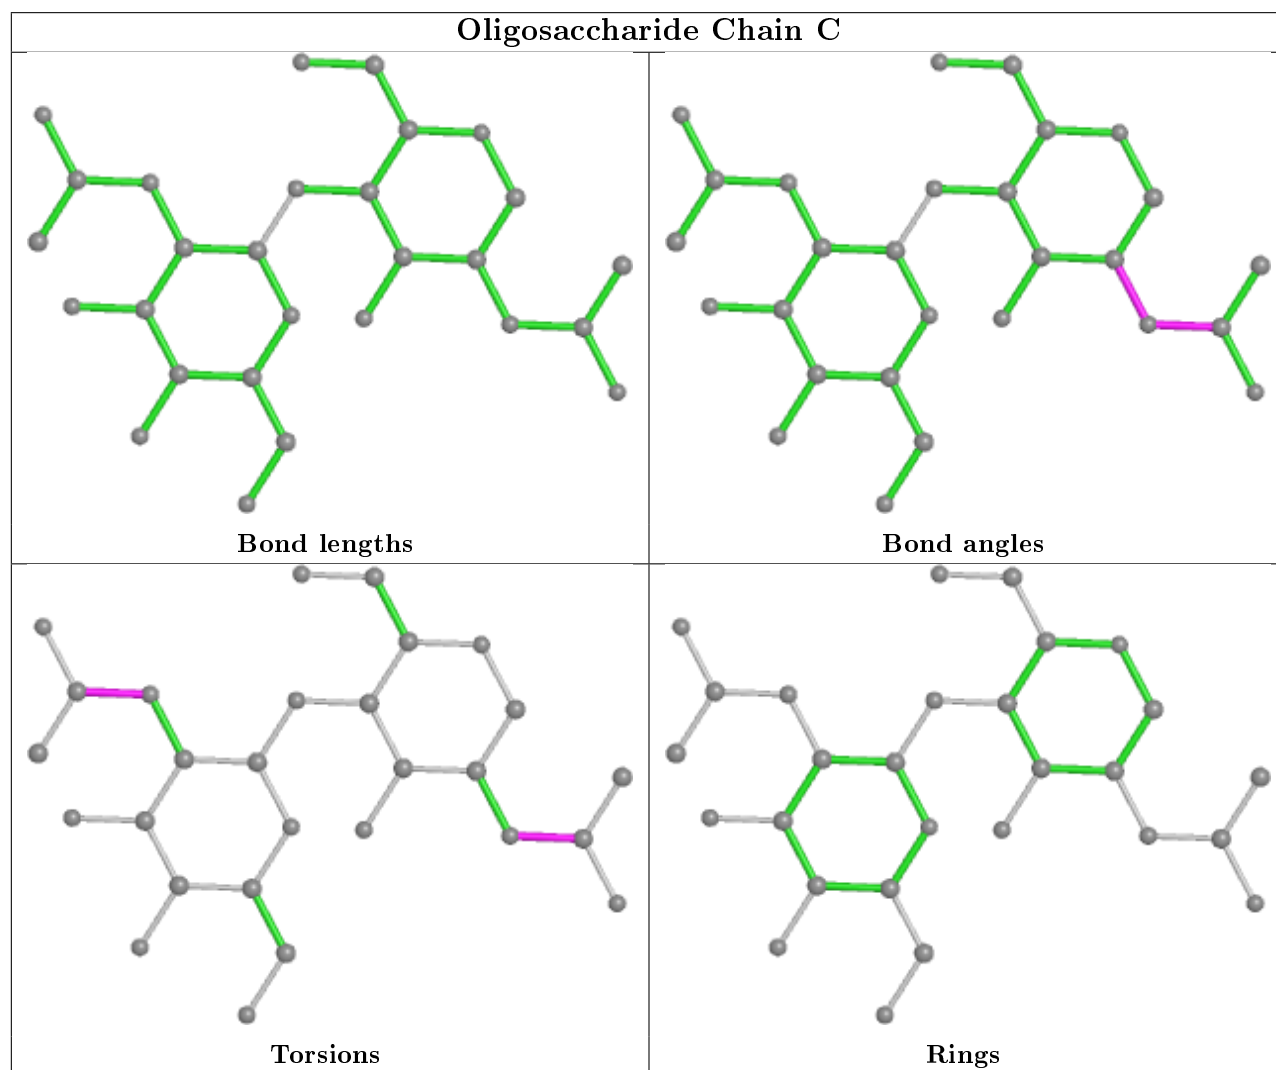 Oligosaccharide Chain C
Bond lengths
Bond angles
Torsions
Rings